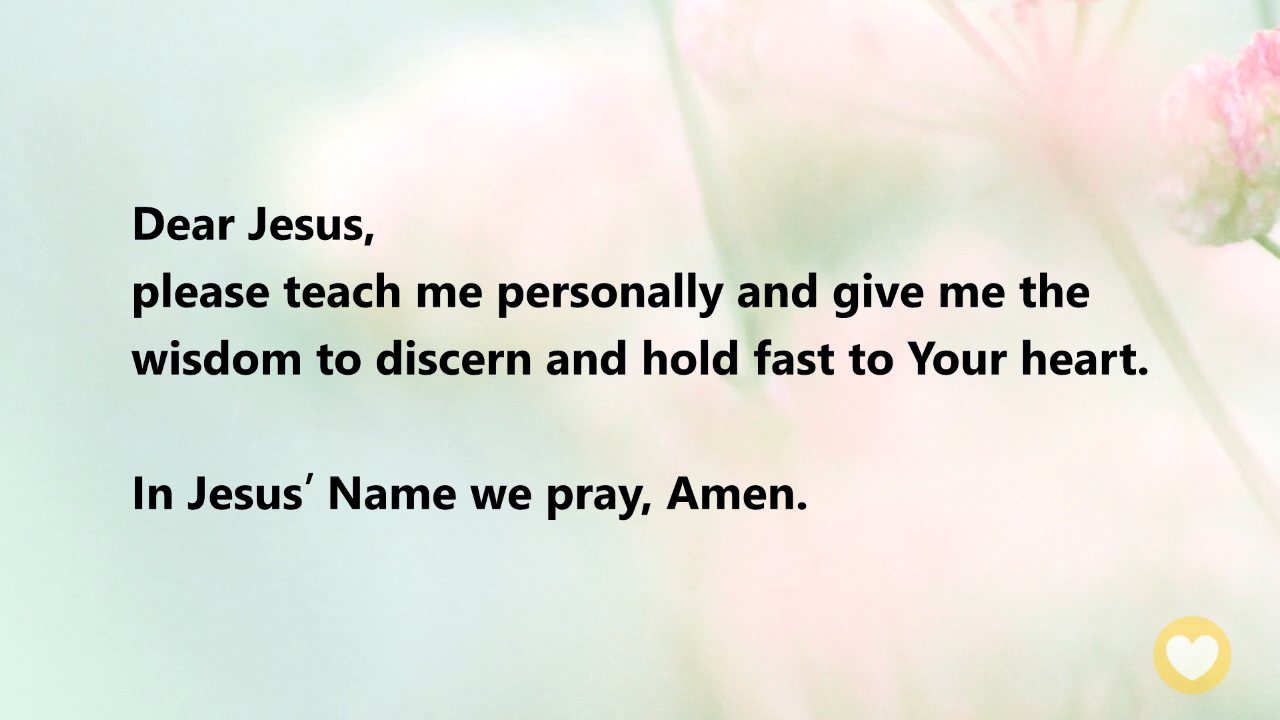 Dear Jesus,
please teach me personally and give me the
wisdom to discern and hold fast to Your heart.
In Jesus’ Name we pray, Amen.